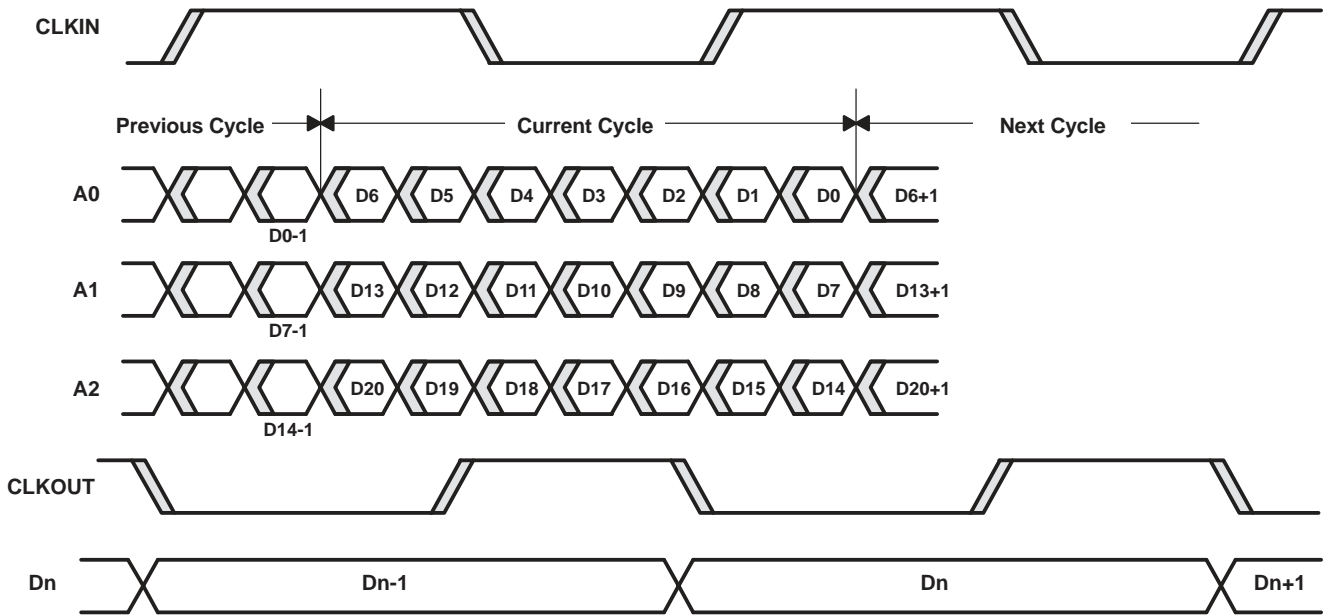 CLKIN
Previous Cycle Current Cycle Next Cycle
A0 D6 D5 D4 D3 D2 D1 D0 D6+1
D0-1
A1 D13 D12 D11 D10 D9 D8 D7 D13+1
D7-1
A2 D20 D19 D18 D17 D16 D15 D14 D20+1
D14-1
CLKOUT
Dn Dn-1 Dn Dn+1